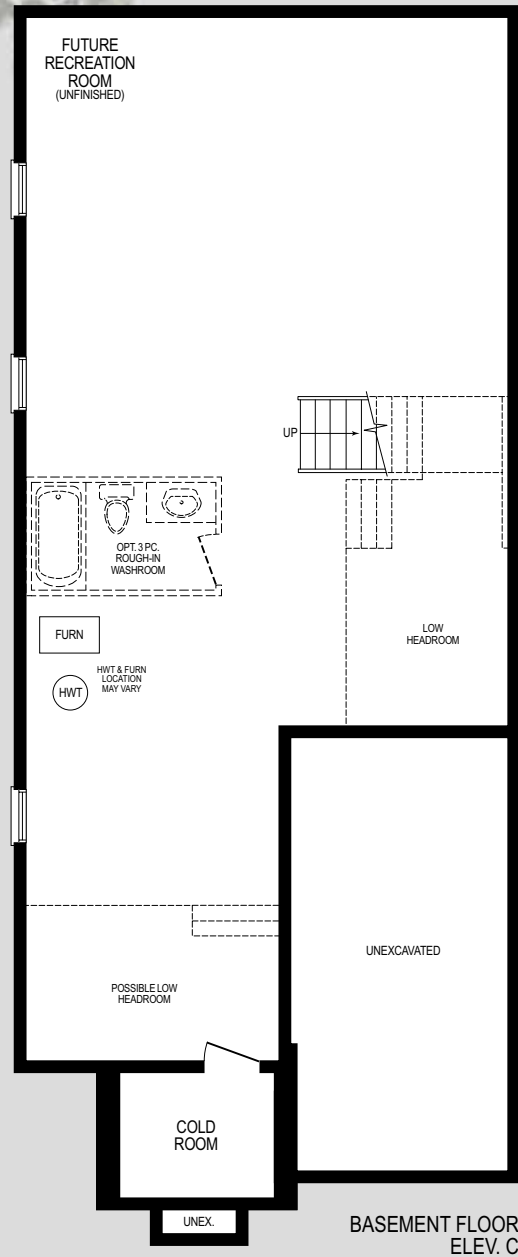 FUTURE
RECREATION
ROOM
(UNFINISHED)
UP
OPT. 3 PC.
ROUGH-IN
WASHROOM
FURN
HWT
HWT & FURN
LOCATION
MAY VARY
LOW
HEADROOM
UNEXCAVATED
POSSIBLE LOW
HEADROOM
COLD
ROOM
UNEX.
BASEMENT FLOOR
ELEV. C